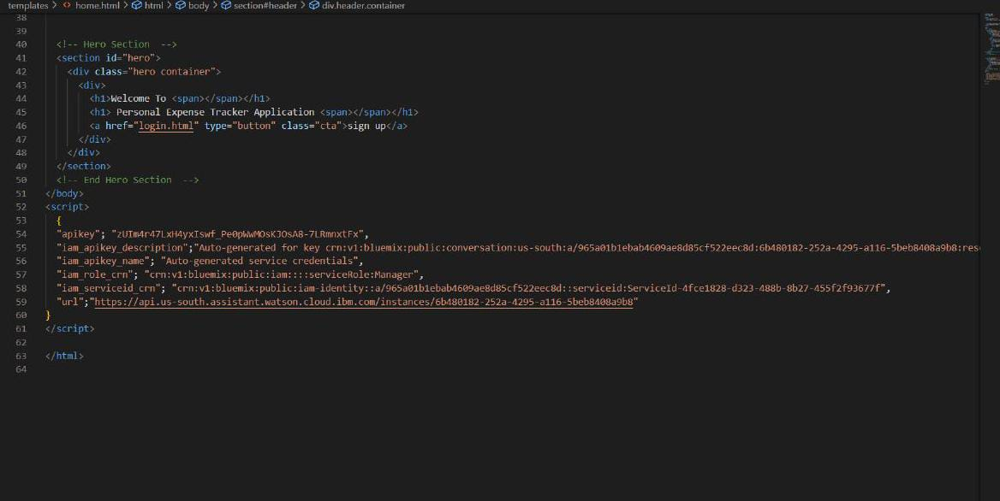 templates > home.html > html > body > section#header > div.header.container
38
39
40 <!-- Hero Section -->
41 <section id="hero">
42 <div class="hero container">
43 <div>
44 <h1>Welcome To <span></span></h1>
45 <h1> Personal Expense Tracker Application <span></span></h1>
46 <a href="login.html" type="button" class="cta">sign up</a>
47 </div>
48 </div>
49 </section>
50 <!-- End Hero Section -->
51 </body>
52 <script>
53 {
54 "apikey"; "zUIm4r47LxH4yxIswf_Pe0pWwMOsKJOsA8-7LRmnxtFx",
55 "iam_apikey_description";"Auto-generated for key crn:v1:bluemix:public:conversation:us-south:a/965a01b1ebab4609ae8d85cf522eec8d:6b480182-252a-4295-a116-5beb8408a9b8:res
56 "iam_apikey_name"; "Auto-generated service credentials",
57 "iam_role_crn"; "crn:v1:bluemix:public:iam::::serviceRole:Manager",
58 "iam_serviceid_crn"; "crn:v1:bluemix:public:iam-identity::a/965a01b1ebab4609ae8d85cf522eec8d::serviceid:ServiceId-4fce1828-d323-488b-8b27-455f2f93677f",
59 "url";"https://api.us-south.assistant.watson.cloud.ibm.com/instances/6b480182-252a-4295-a116-5beb8408a9b8"
60 }
61 </script>
62
63 </html>
64